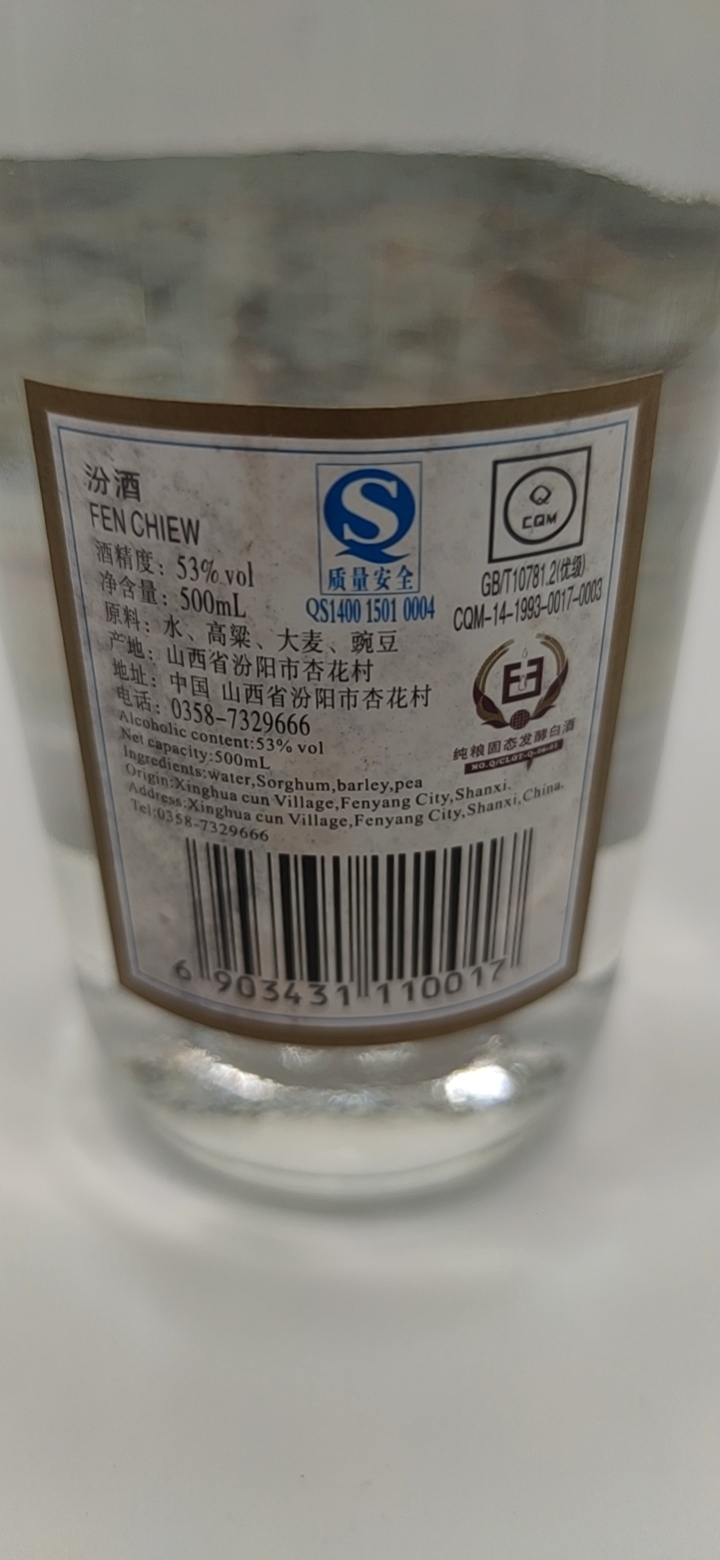 汾酒
FEN CHIEW
酒精度：53% vol
净含量：500mL
原料：水、高粱、大麦、豌豆
产地：山西省汾阳市杏花村
地址：中国 山西省汾阳市杏花村
电话：0358-7329666
Alcoholic content:53% vol
Net capacity:500mL
Ingredients:water,Sorghum,barley,pea
Origin:Xinghua cun Village,Fenyang City,Shanxi.
Address:Xinghua cun Village,Fenyang City,Shanxi,China.
Tel:0358-7329666
质量安全
QS1400 1501 0004
CQM
GB/T10781.2(优级)
CQM-14-1993-0017-0003
纯粮固态发酵白酒
6 903431 110017